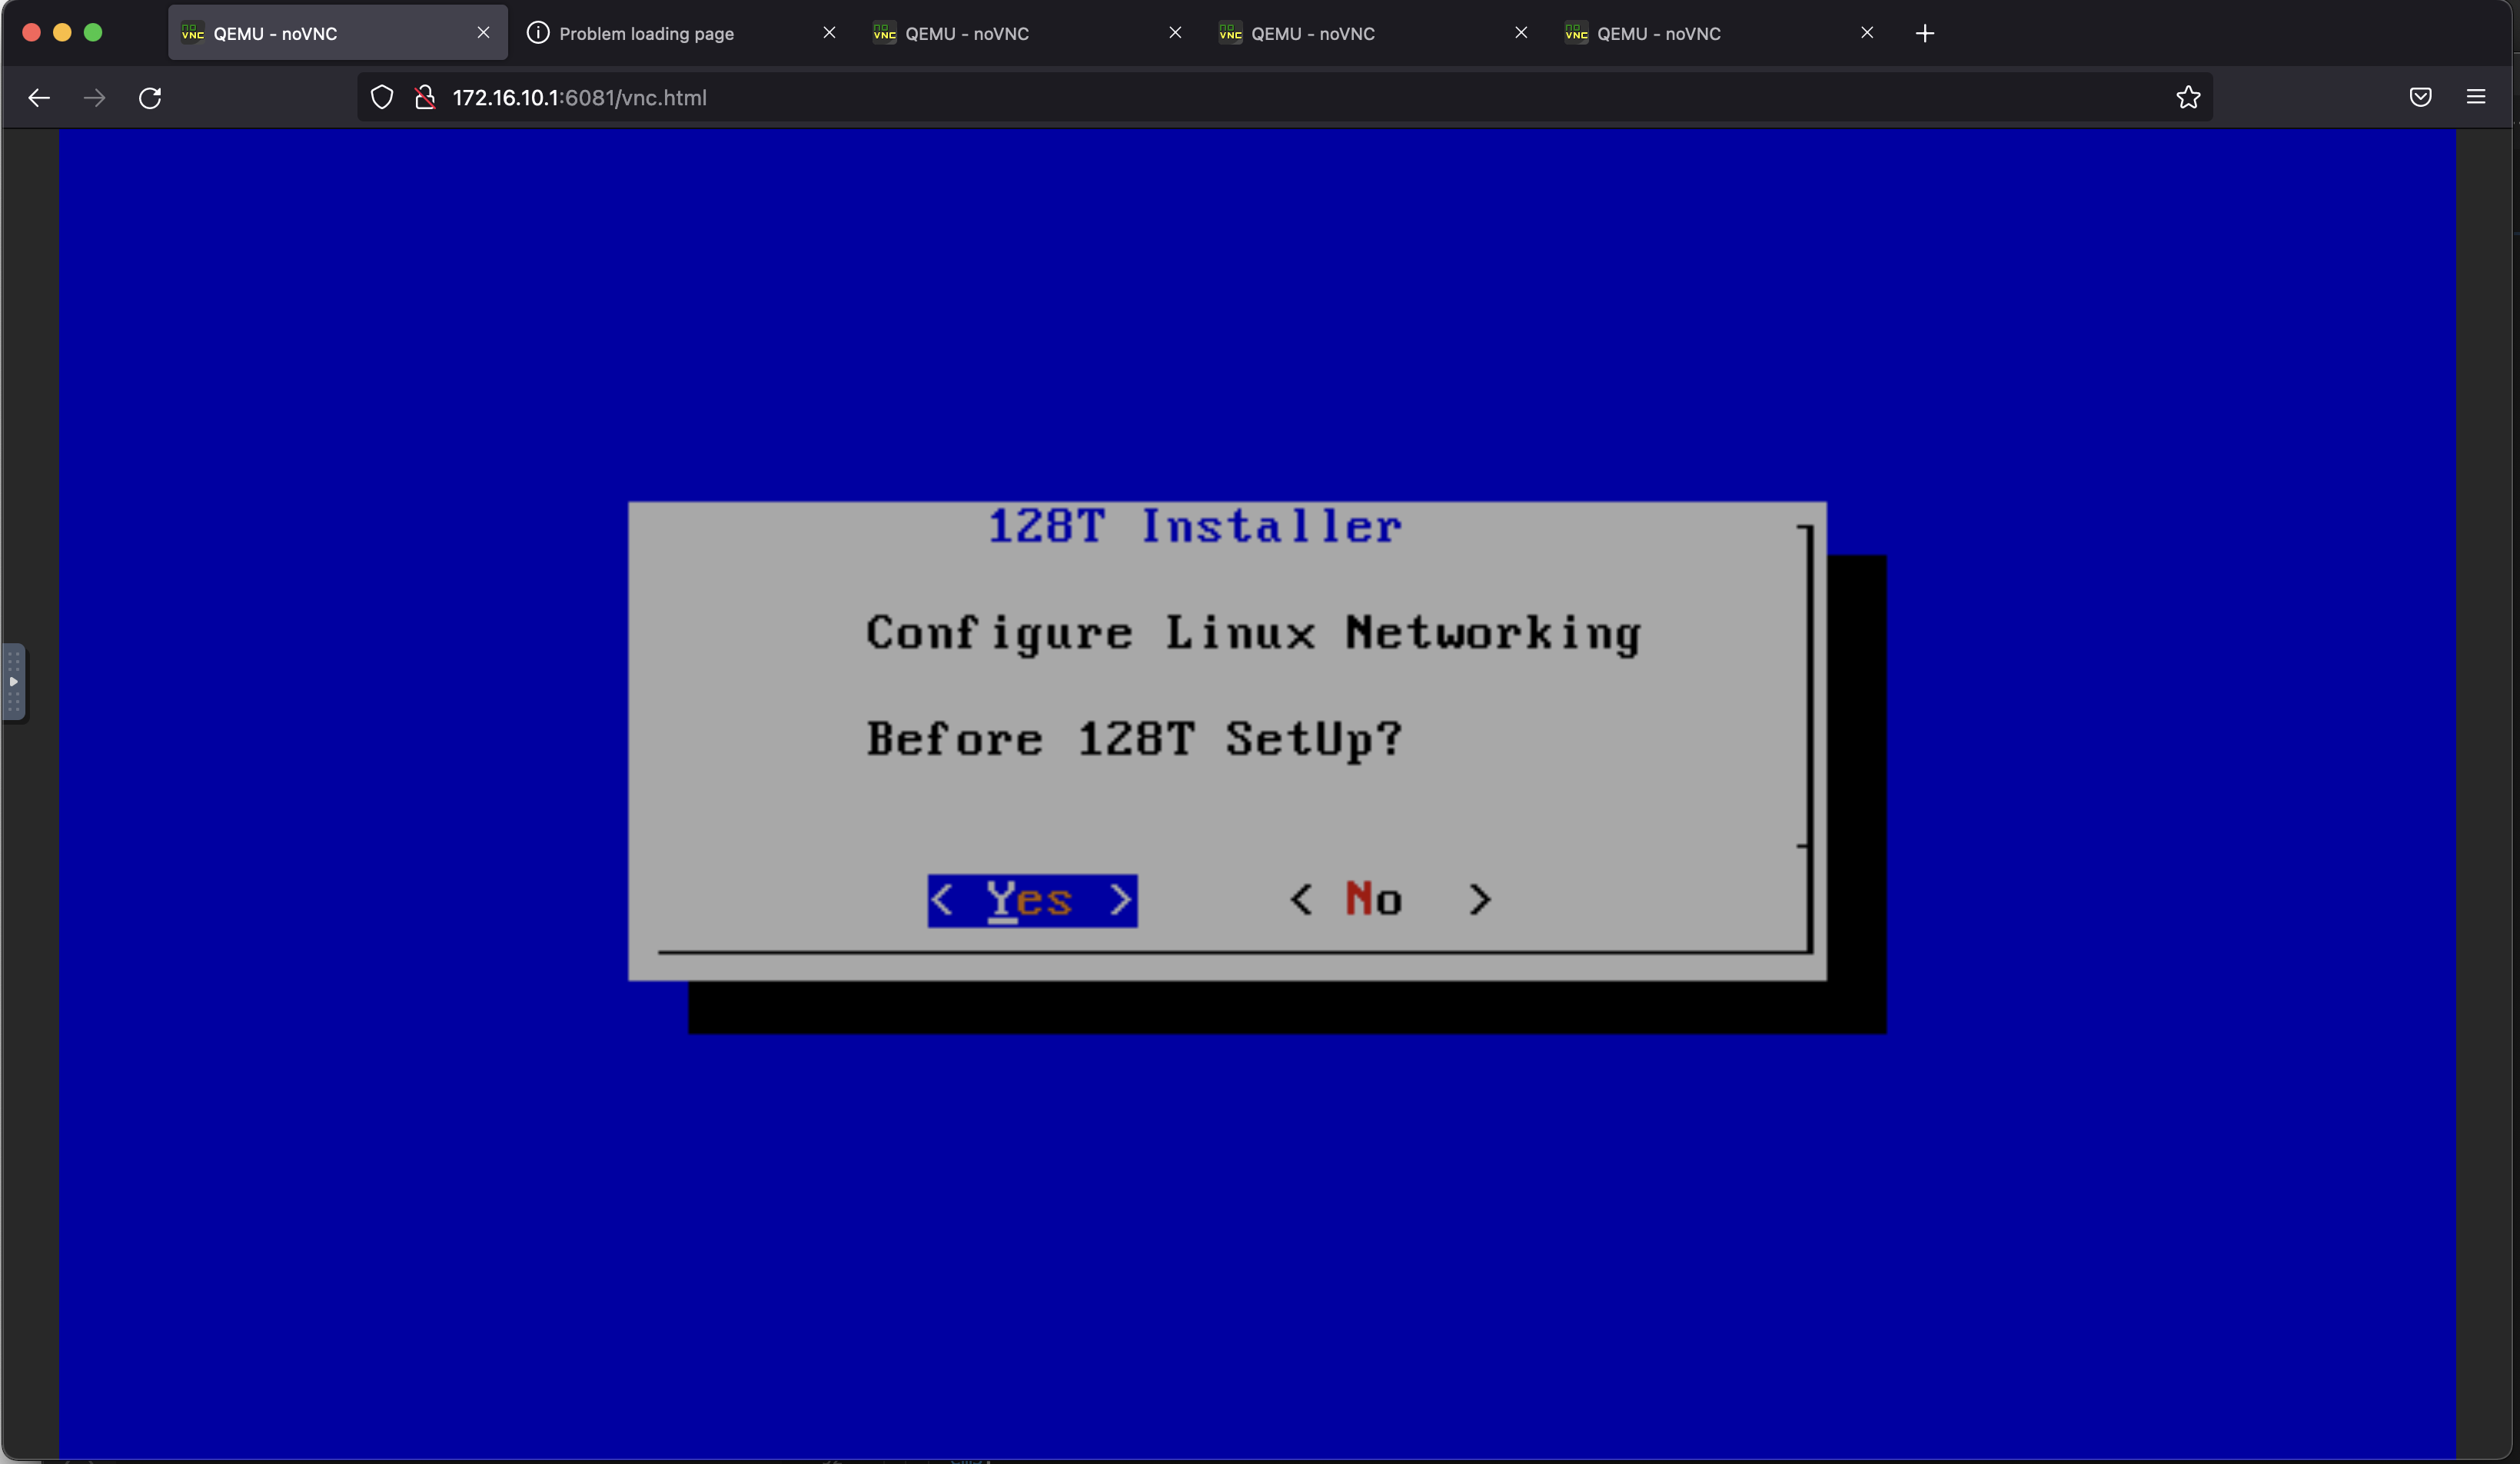 QEMU - noVNC
Problem loading page
QEMU - noVNC
QEMU - noVNC
QEMU - noVNC
172.16.10.1:6081/vnc.html
128T Installer
Configure Linux Networking
Before 128T SetUp?
< Yes > < No >